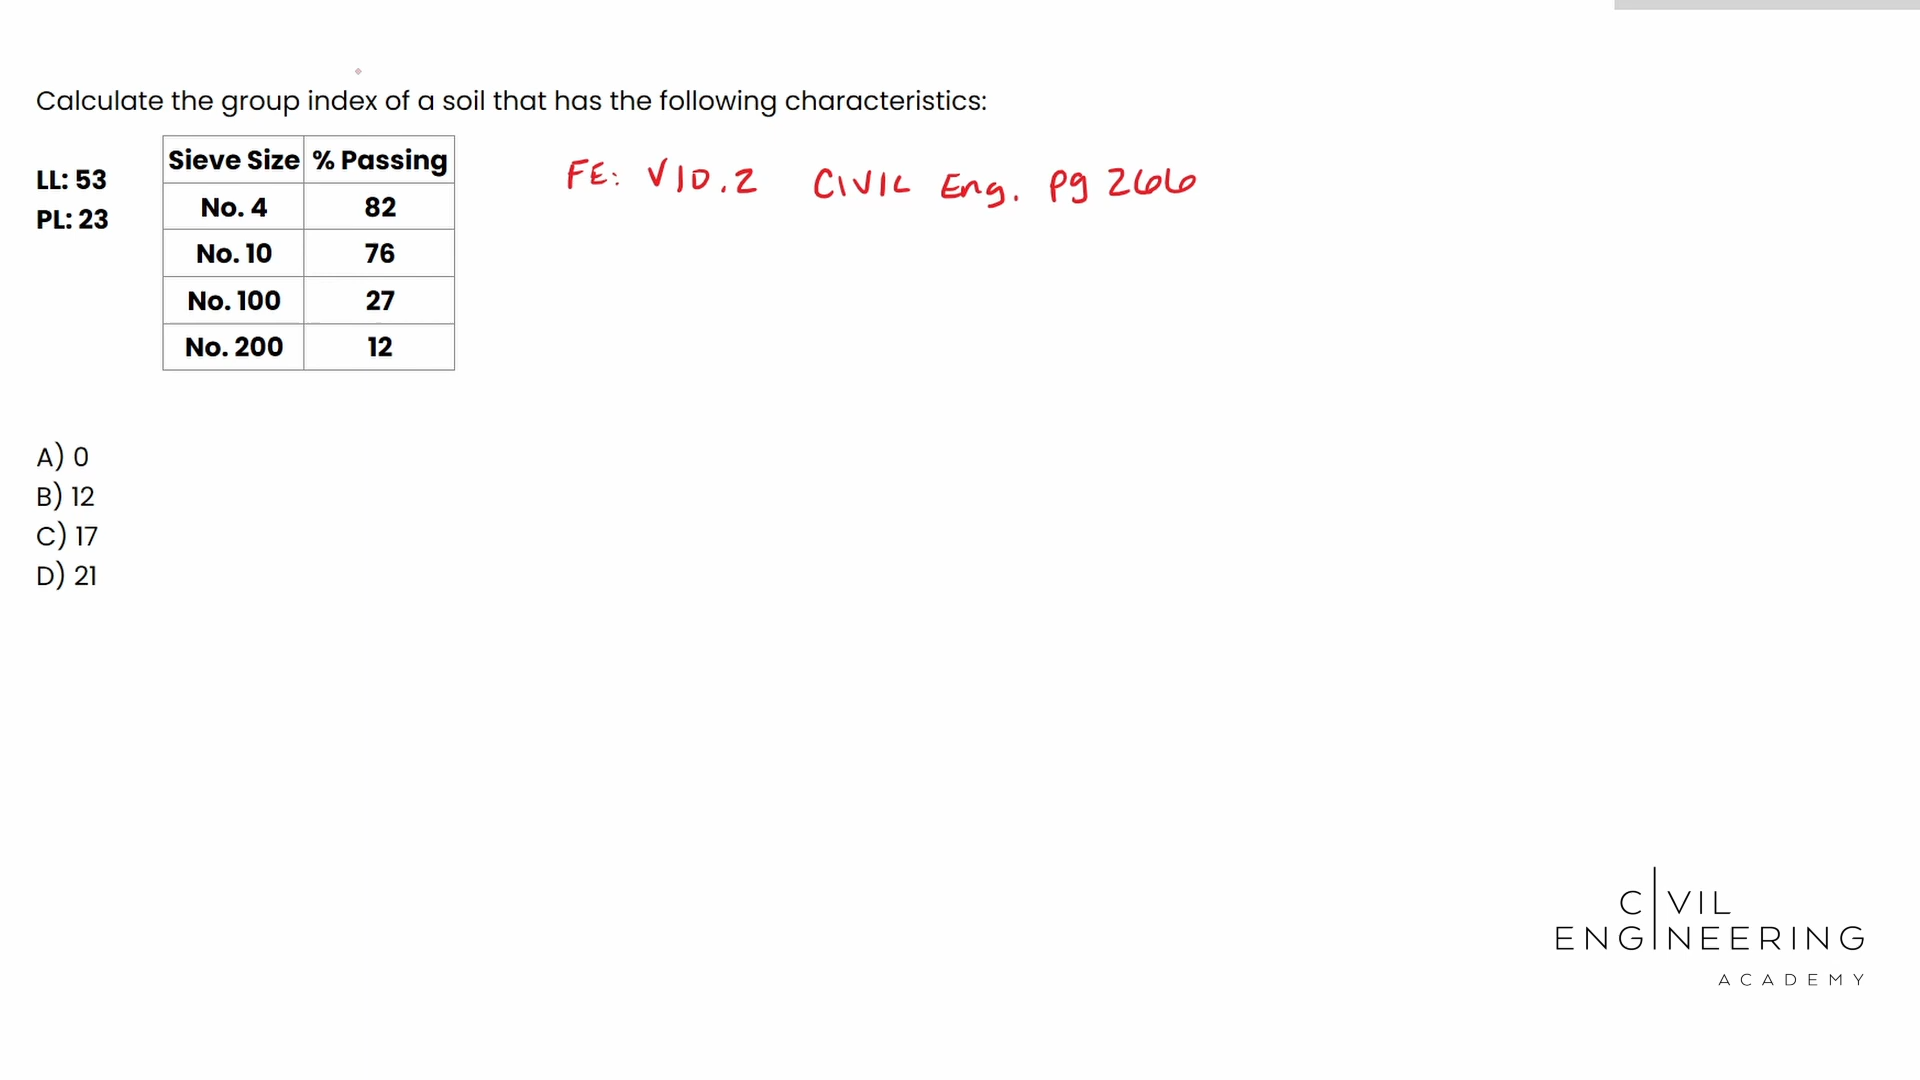 Calculate the group index of a soil that has the following characteristics:
LL: 53
PL: 23
Sieve Size % Passing
No. 4 82
No. 10 76
No. 100 27
No. 200 12
FE: V10.2 CIVIL Eng. Pg 266
A) 0
B) 12
C) 17
D) 21
CIVIL
ENGINEERING
ACADEMY